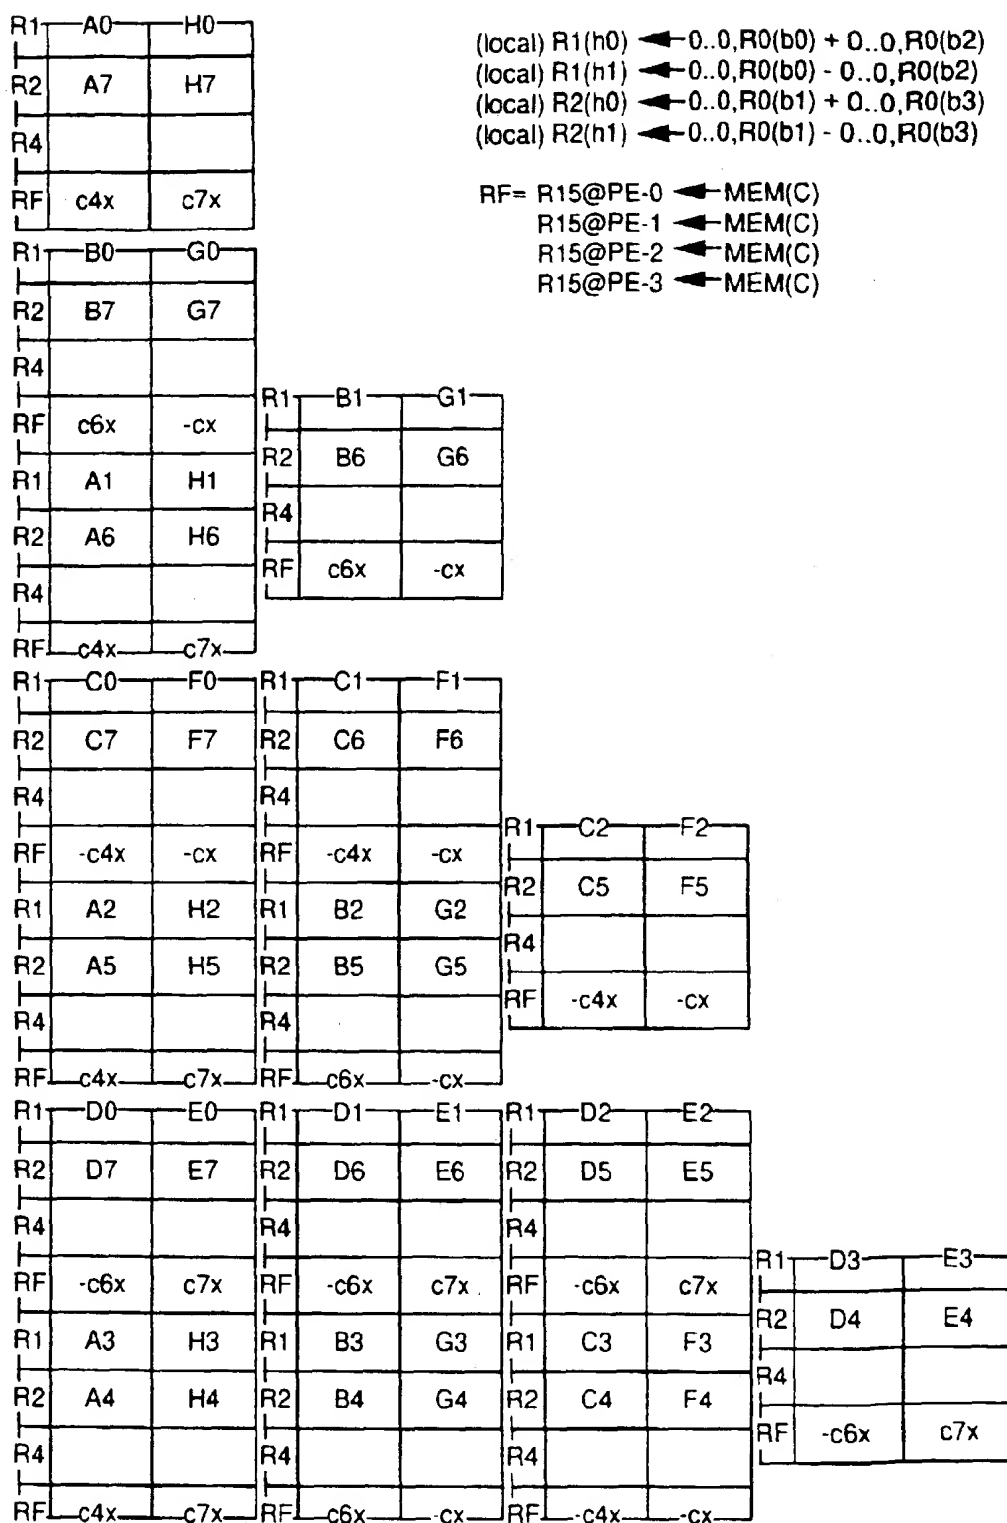 (local) R1(h0) ◄ 0..0,R0(b0) + 0..0,R0(b2)
(local) R1(h1) ◄ 0..0,R0(b0) - 0..0,R0(b2)
(local) R2(h0) ◄ 0..0,R0(b1) + 0..0,R0(b3)
(local) R2(h1) ◄ 0..0,R0(b1) - 0..0,R0(b3)
RF= R15@PE-0 ◄ MEM(C)
R15@PE-1 ◄ MEM(C)
R15@PE-2 ◄ MEM(C)
R15@PE-3 ◄ MEM(C)
R1 A0 H0
R2 A7 H7
R4
RF c4x c7x
R1 B0 G0
R2 B7 G7
R4
RF c6x -cx
R1 A1 H1
R2 A6 H6
R4
RF c4x c7x
R1 B1 G1
R2 B6 G6
R4
RF c6x -cx
R1 C0 F0
R2 C7 F7
R4
RF -c4x -cx
R1 A2 H2
R2 A5 H5
R4
RF c4x c7x
R1 C1 F1
R2 C6 F6
R4
RF -c4x -cx
R1 B2 G2
R2 B5 G5
R4
RF c6x -cx
R1 C2 F2
R2 C5 F5
R4
RF -c4x -cx
R1 D0 E0
R2 D7 E7
R4
RF -c6x c7x
R1 A3 H3
R2 A4 H4
R4
RF c4x c7x
R1 D1 E1
R2 D6 E6
R4
RF -c6x c7x
R1 B3 G3
R2 B4 G4
R4
RF c6x -cx
R1 D2 E2
R2 D5 E5
R4
RF -c6x c7x
R1 C3 F3
R2 C4 F4
R4
RF -c4x -cx
R1 D3 E3
R2 D4 E4
R4
RF -c6x c7x